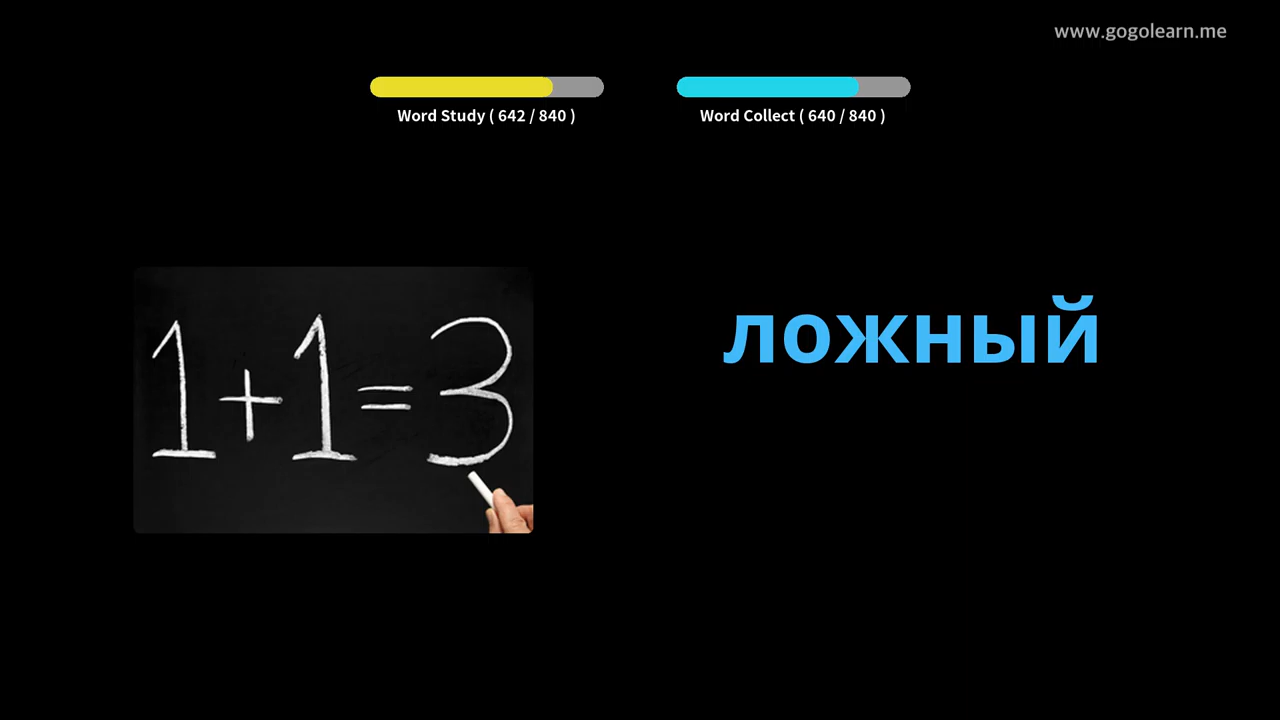 www.gogolearn.me
Word Study ( 642 / 840 )
Word Collect ( 640 / 840 )
1+1=3
ложный